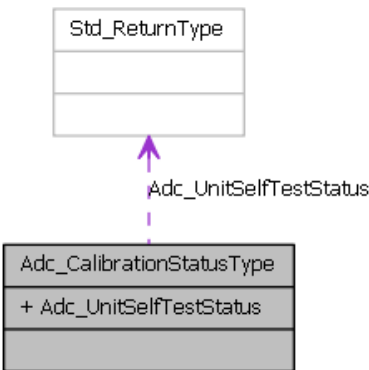 Std_ReturnType
Adc_UnitSelfTestStatus
Adc_CalibrationStatusType
+ Adc_UnitSelfTestStatus